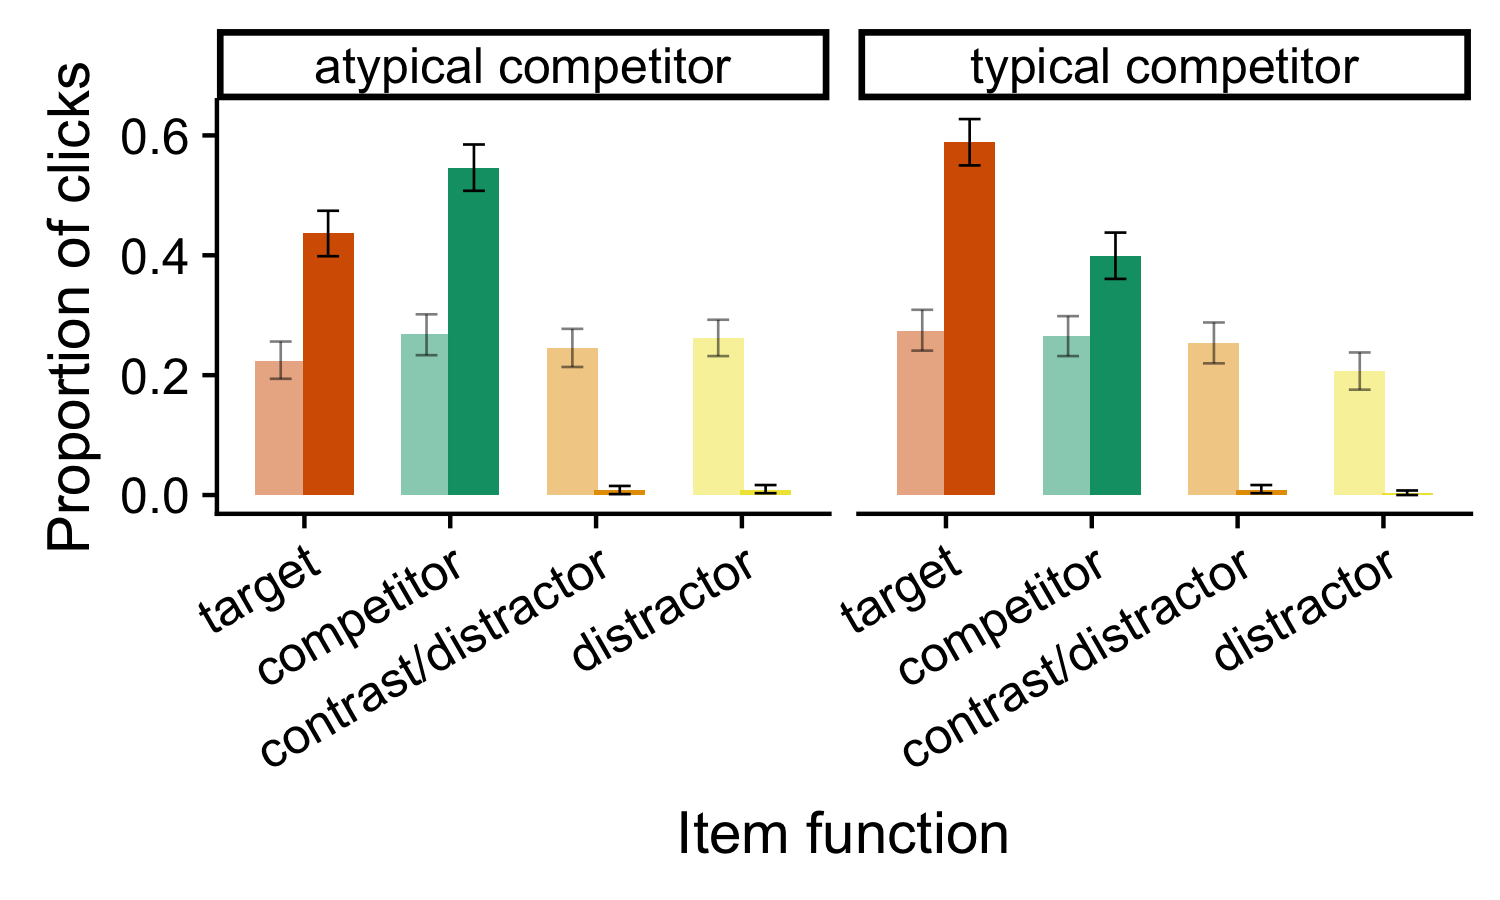 atypical competitor
typical competitor
Proportion of clicks
0.6
0.4
0.2
0.0
target
competitor
contrast/distractor
distractor
target
competitor
contrast/distractor
distractor
Item function